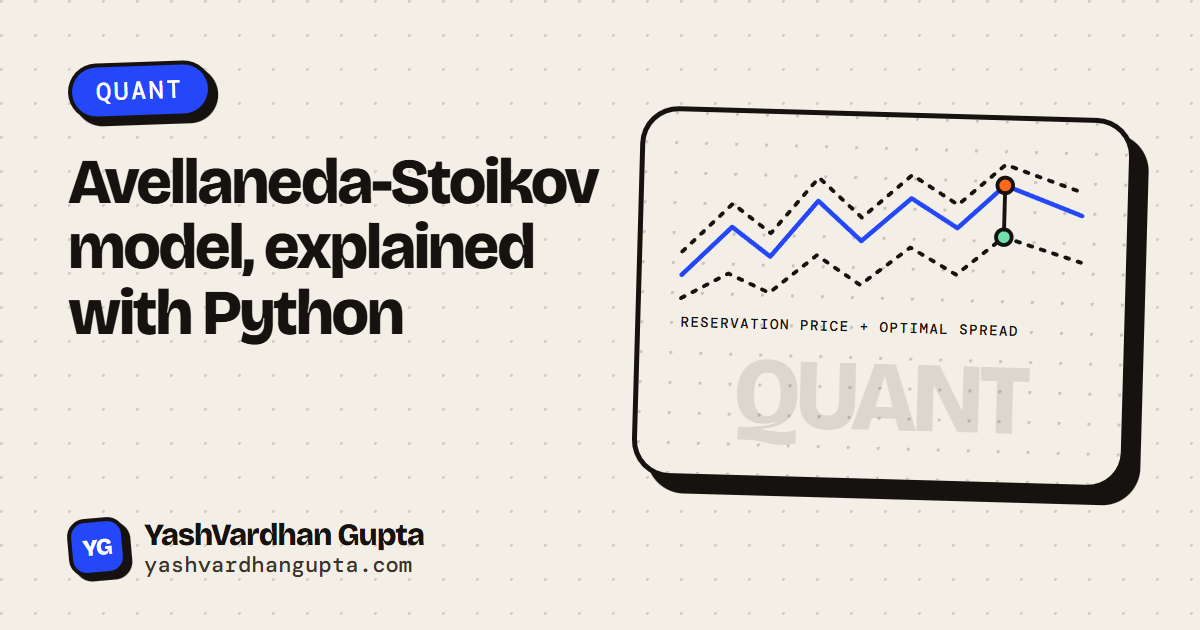 QUANT
Avellaneda-Stoikov
model, explained
with Python
RESERVATION PRICE + OPTIMAL SPREAD
QUANT
YG
YashVardhan Gupta
yashvardhangupta.com